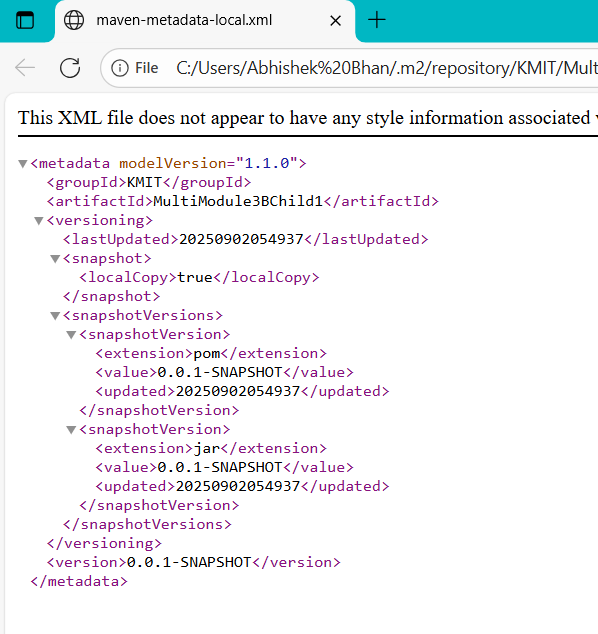 maven-metadata-local.xml
File C:/Users/Abhishek%20Bhan/.m2/repository/KMIT/Mult
This XML file does not appear to have any style information associated
<metadata modelVersion="1.1.0">
<groupId>KMIT</groupId>
<artifactId>MultiModule3BChild1</artifactId>
<versioning>
<lastUpdated>20250902054937</lastUpdated>
<snapshot>
<localCopy>true</localCopy>
</snapshot>
<snapshotVersions>
<snapshotVersion>
<extension>pom</extension>
<value>0.0.1-SNAPSHOT</value>
<updated>20250902054937</updated>
</snapshotVersion>
<snapshotVersion>
<extension>jar</extension>
<value>0.0.1-SNAPSHOT</value>
<updated>20250902054937</updated>
</snapshotVersion>
</snapshotVersions>
</versioning>
<version>0.0.1-SNAPSHOT</version>
</metadata>